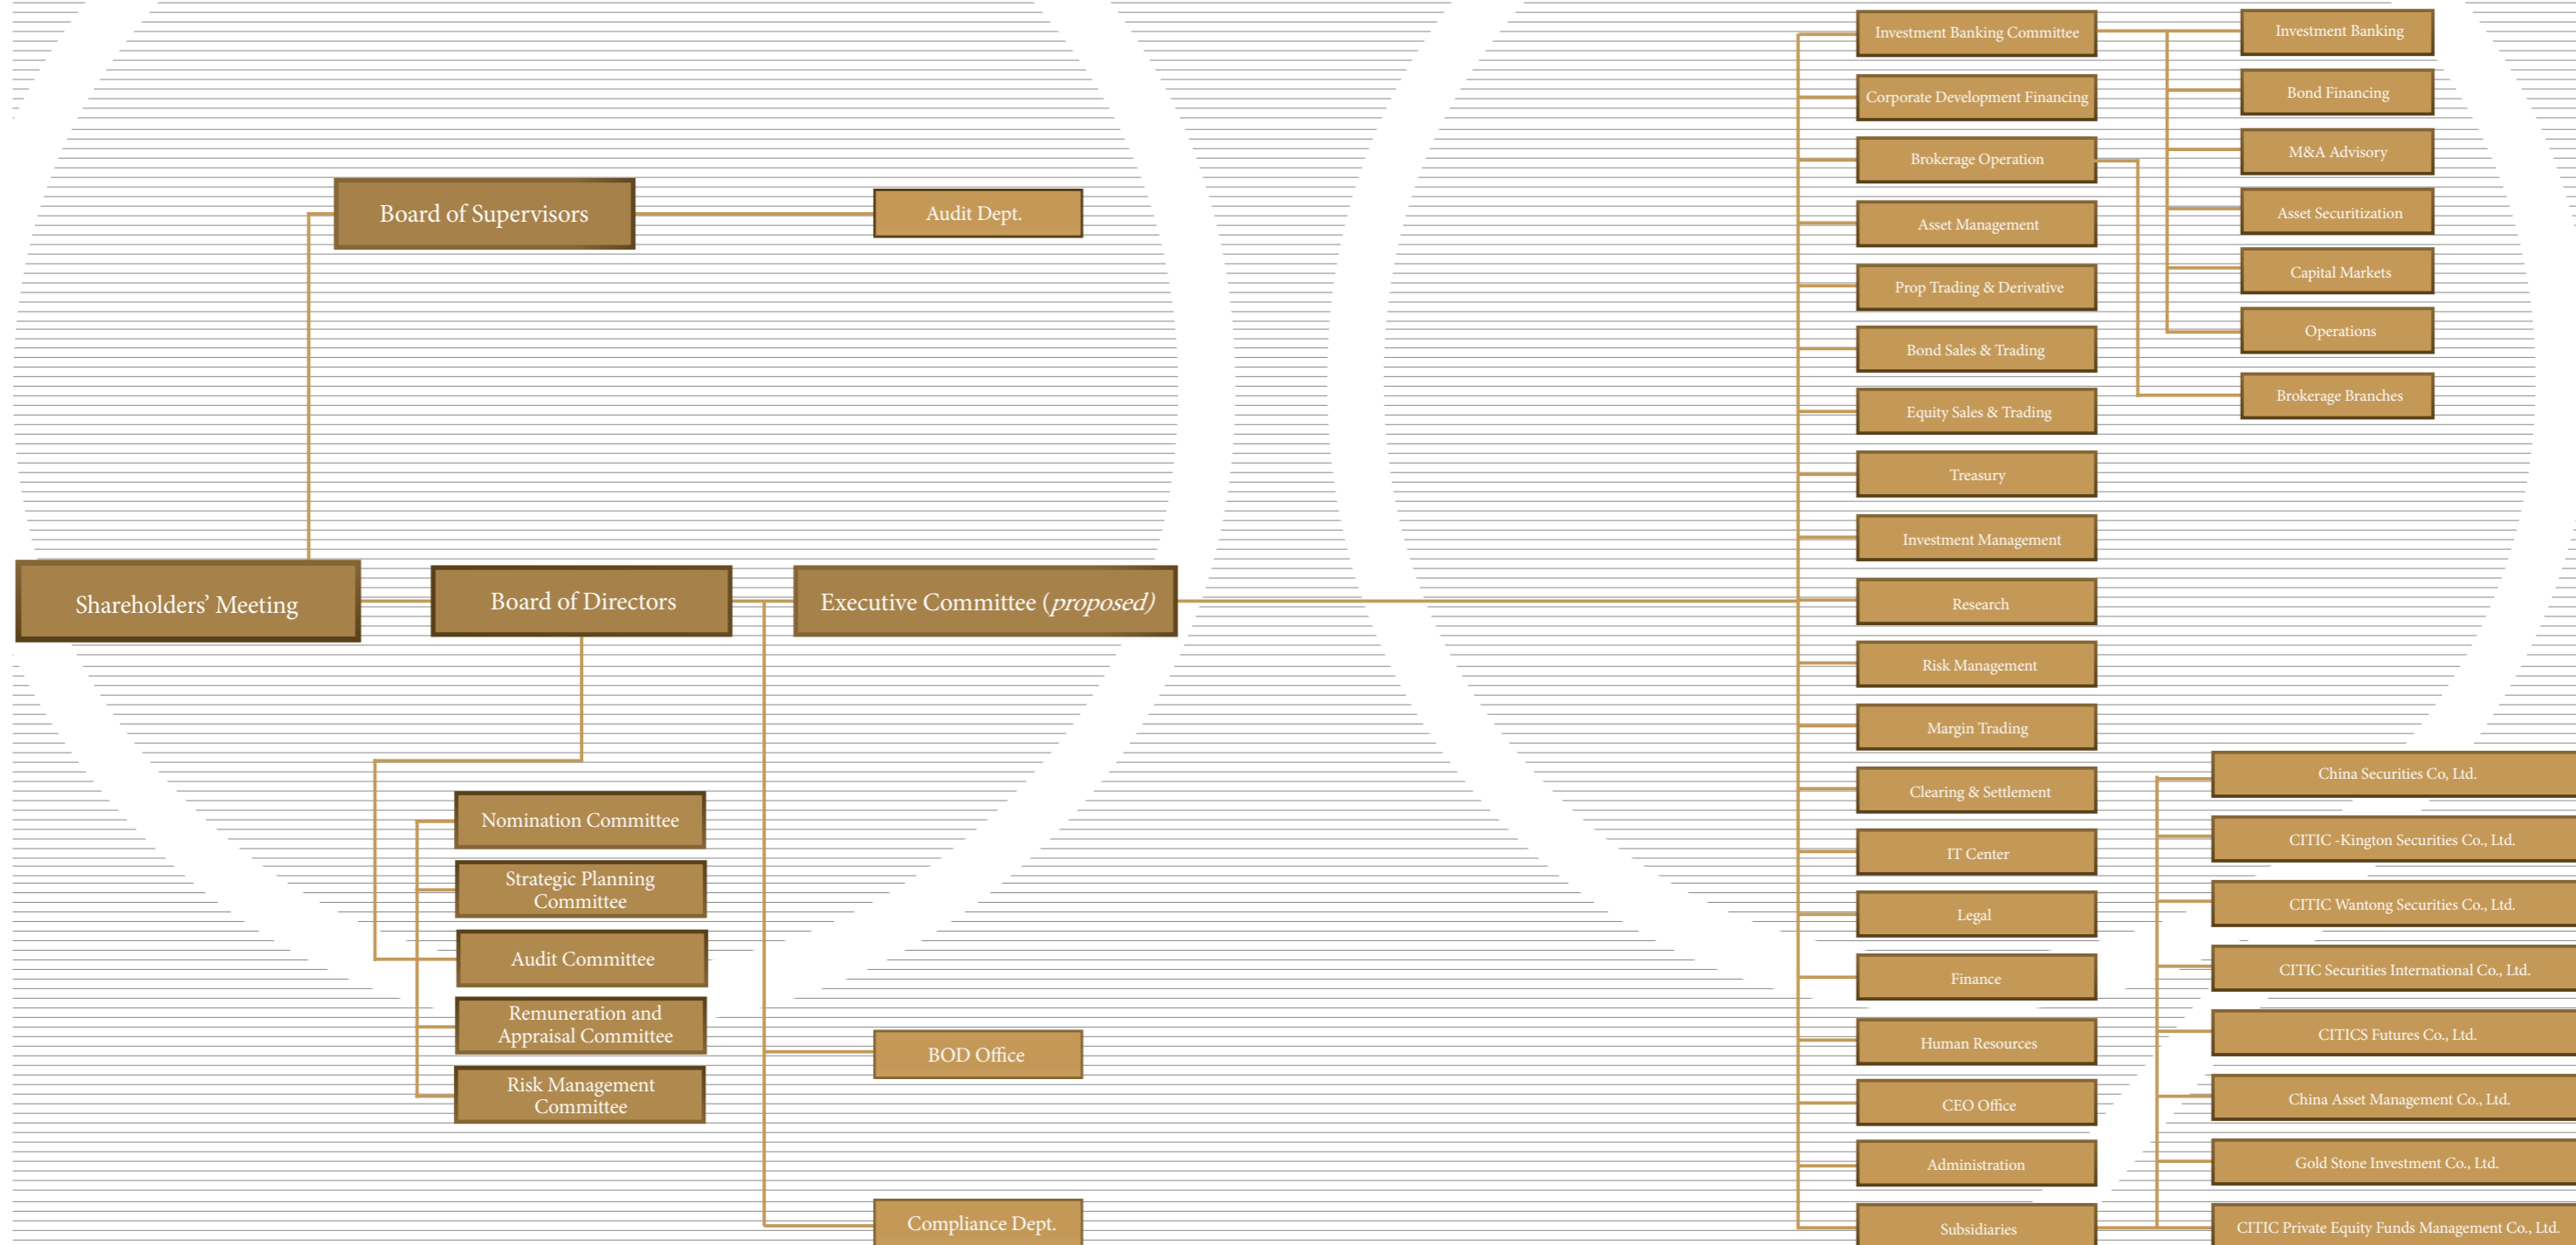 Board of Supervisors
Audit Dept.
Shareholders’ Meeting
Board of Directors
Executive Committee (proposed)
Nomination Committee
Strategic Planning
Committee
Audit Committee
Remuneration and
Appraisal Committee
Risk Management
Committee
BOD Office
Compliance Dept.
Investment Banking Committee
Corporate Development Financing
Brokerage Operation
Asset Management
Prop Trading & Derivative
Bond Sales & Trading
Equity Sales & Trading
Treasury
Investment Management
Research
Risk Management
Margin Trading
Clearing & Settlement
IT Center
Legal
Finance
Human Resources
CEO Office
Administration
Subsidiaries
Investment Banking
Bond Financing
M&A Advisory
Asset Securitization
Capital Markets
Operations
Brokerage Branches
China Securities Co, Ltd.
CITIC -Kington Securities Co., Ltd.
CITIC Wantong Securities Co., Ltd.
CITIC Securities International Co., Ltd.
CITICS Futures Co., Ltd.
China Asset Management Co., Ltd.
Gold Stone Investment Co., Ltd.
CITIC Private Equity Funds Management Co., Ltd.